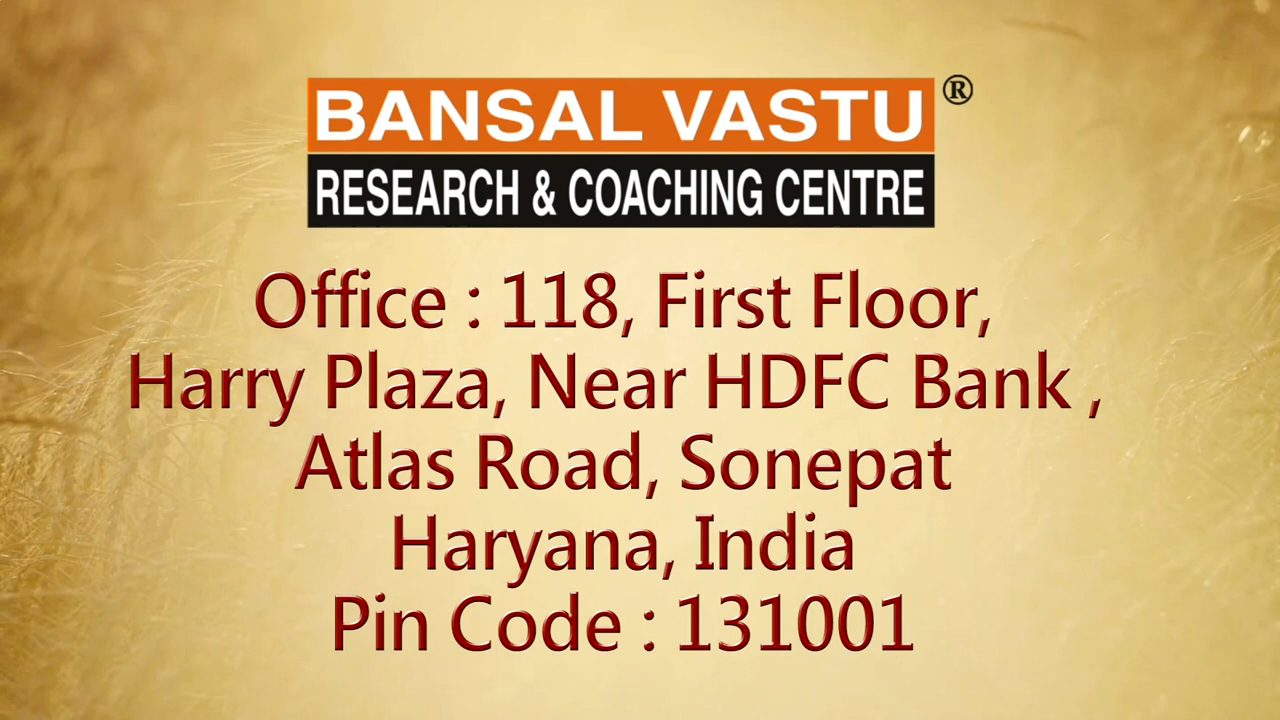 BANSAL VASTU ®
RESEARCH & COACHING CENTRE
Office : 118, First Floor,
Harry Plaza, Near HDFC Bank ,
Atlas Road, Sonepat
Haryana, India
Pin Code : 131001